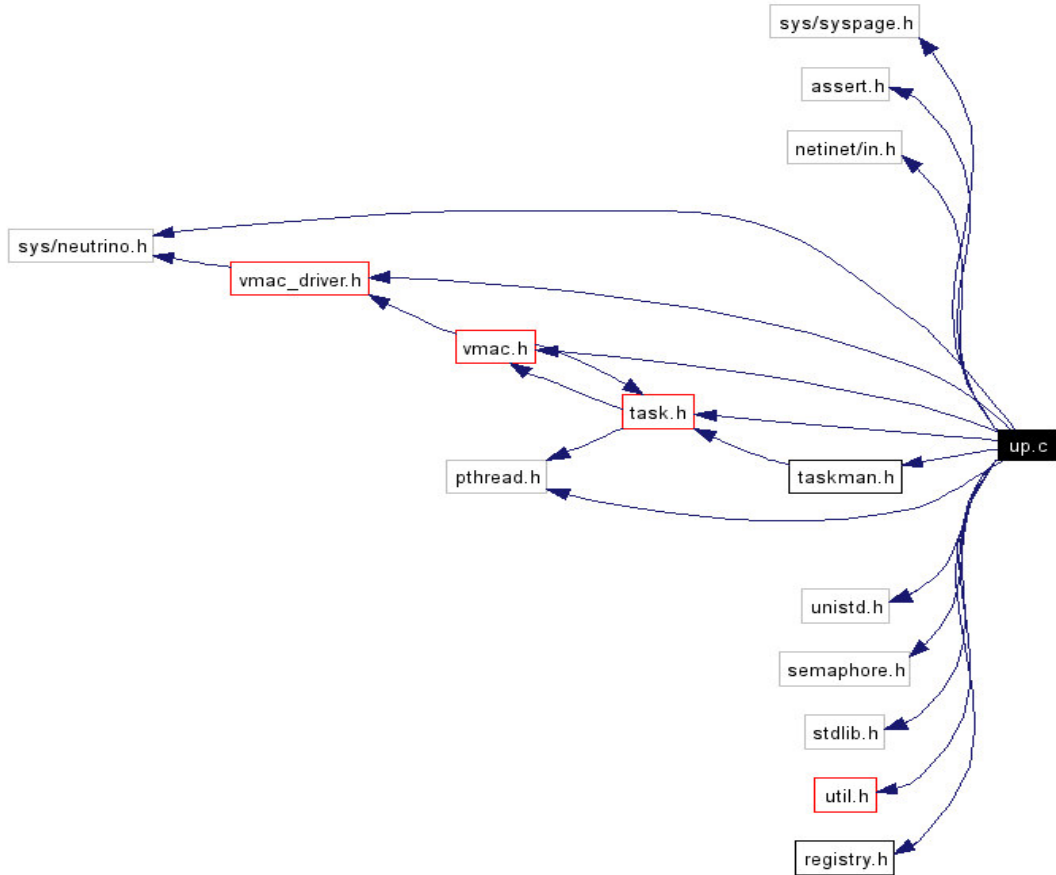 sys/syspage.h
assert.h
netinet/in.h
sys/neutrino.h
vmac_driver.h
vmac.h
task.h
up.c
pthread.h
taskman.h
unistd.h
semaphore.h
stdlib.h
util.h
registry.h